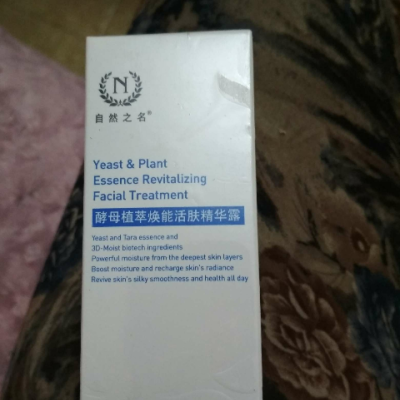 N
自然之名®
Yeast & Plant
Essence Revitalizing
Facial Treatment
酵母植萃焕能活肤精华露
Yeast and Tara essence and
3D-Moist biotech ingredients
Powerful moisture from the deepest skin layers
Boost moisture and recharge skin's radiance
Revive skin's silky smoothness and health all day